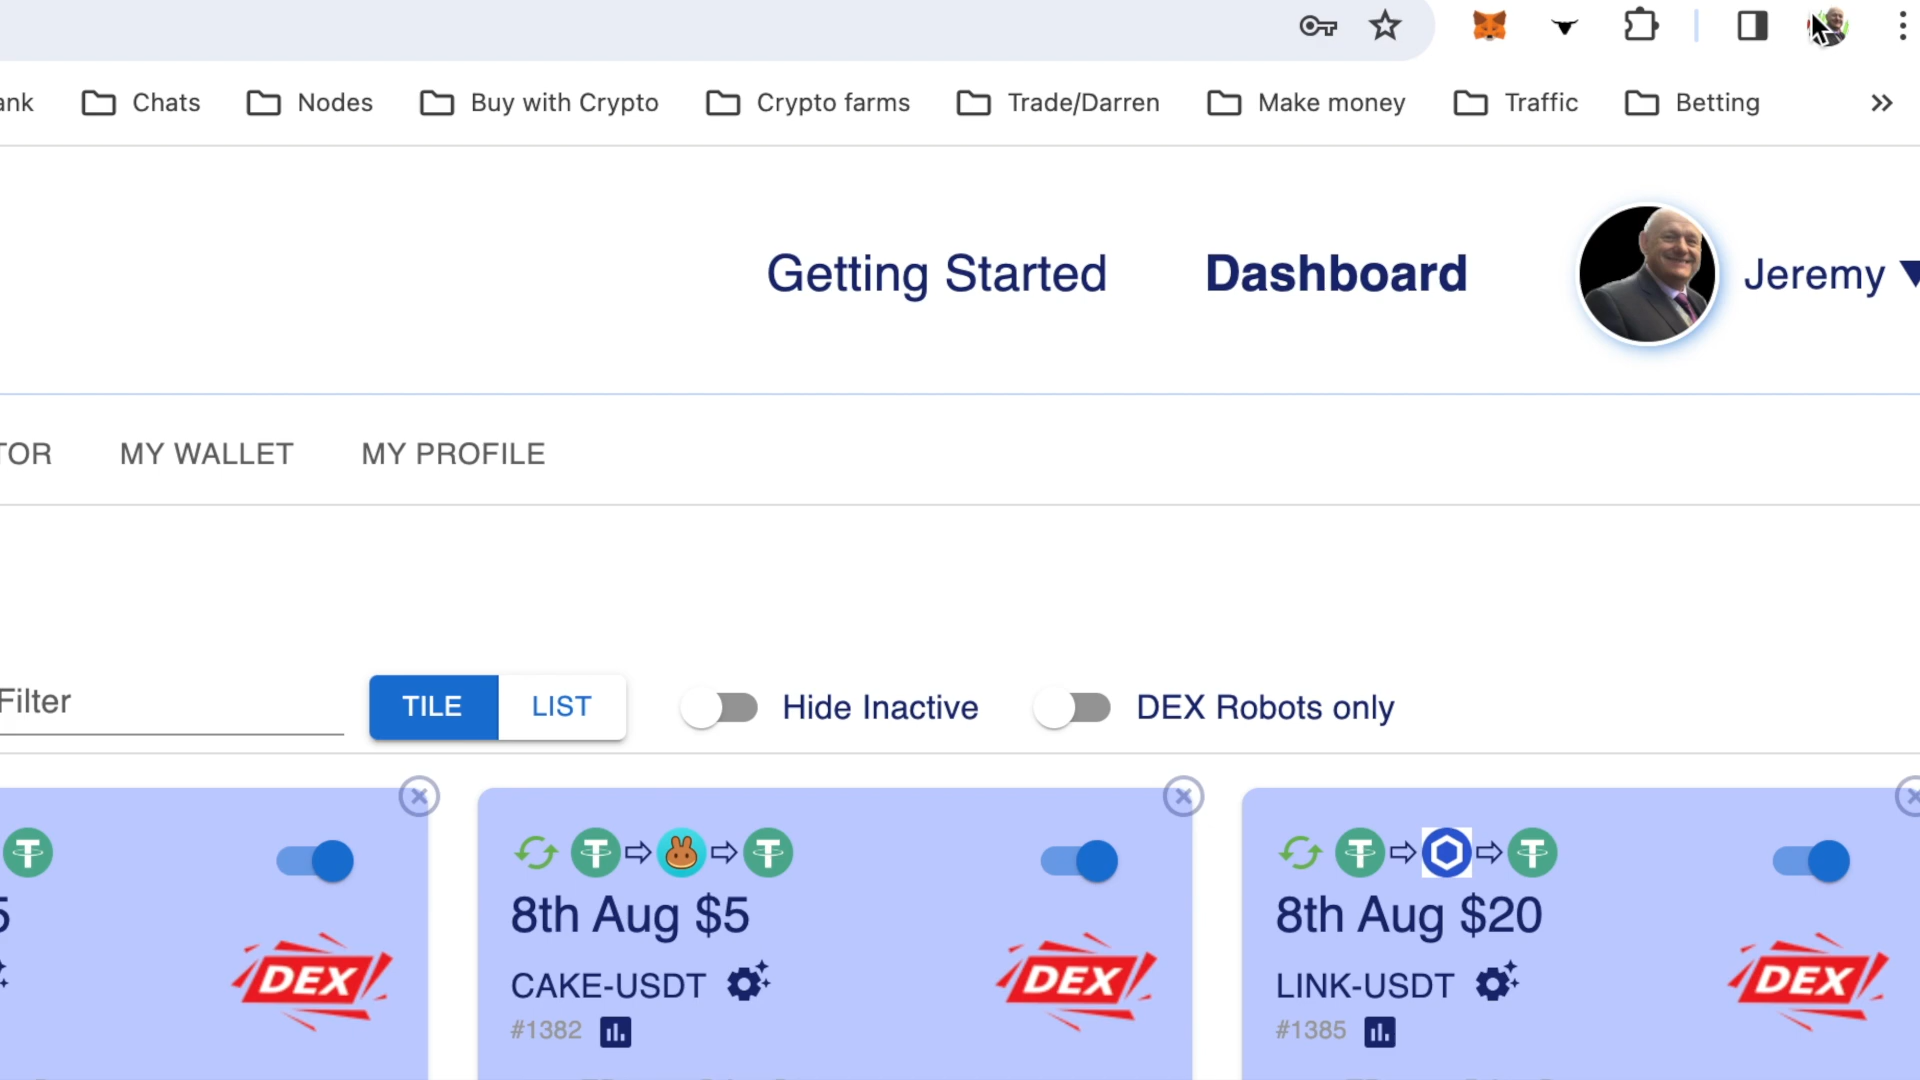 ank Chats Nodes Buy with Crypto Crypto farms Trade/Darren Make money Traffic Betting
Getting Started Dashboard Jeremy
TOR MY WALLET MY PROFILE
Filter TILE LIST Hide Inactive DEX Robots only
5
DEX
8th Aug $5
CAKE-USDT
#1382
DEX
8th Aug $20
LINK-USDT
#1385
DEX